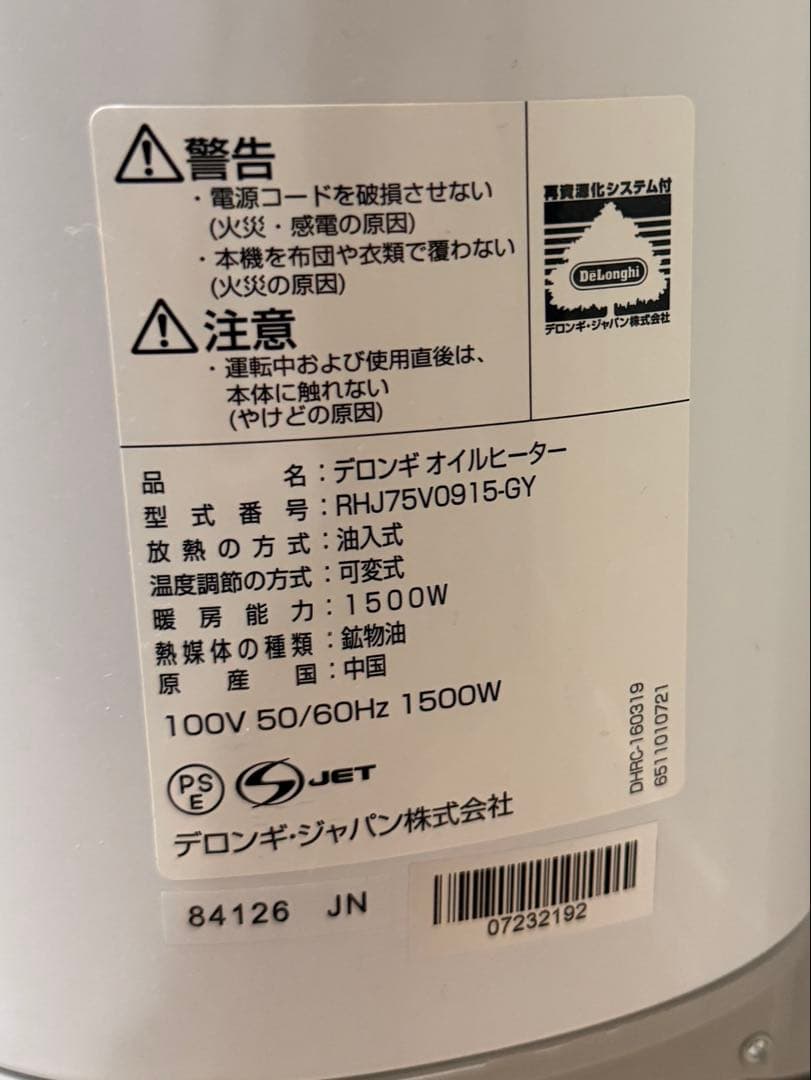 警告
・電源コードを破損させない
(火災・感電の原因)
・本機を布団や衣類で覆わない
(火災の原因)
注意
・運転中および使用直後は、
本体に触れない
(やけどの原因)
再資源化システム付
DeLonghi
デロンギ・ジャパン株式会社
品名：デロンギ オイルヒーター
型式番号：RHJ75V0915-GY
放熱の方式：油入式
温度調節の方式：可変式
暖房能力：1500W
熱媒体の種類：鉱物油
原産国：中国
100V 50/60Hz 1500W
PSE
JET
デロンギ・ジャパン株式会社
DHRC-160319
6511010721
84126 JN
07232192